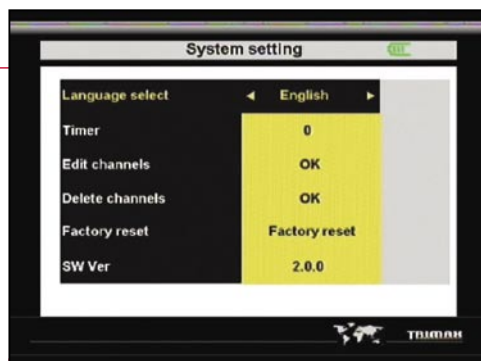 System setting
Language select ◄ English ►
Timer 0
Edit channels OK
Delete channels OK
Factory reset Factory reset
SW Ver 2.0.0
TRIMAX